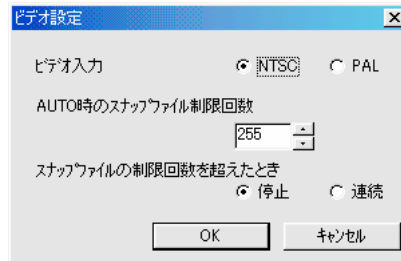 ビデオ設定
ビデオ入力 NTSC PAL
AUTO時のスナップファイル制限回数
255
スナップファイルの制限回数を超えたとき
停止 連続
OK キャンセル